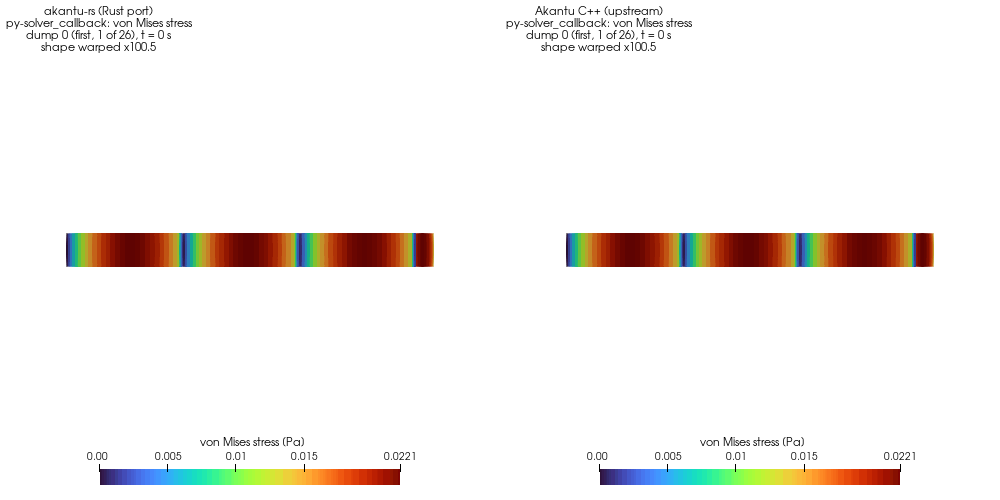 akantu-rs (Rust port)
py-solver_callback: von Mises stress
dump 0 (first, 1 of 26), t = 0 s
shape warped x100.5
Akantu C++ (upstream)
py-solver_callback: von Mises stress
dump 0 (first, 1 of 26), t = 0 s
shape warped x100.5
von Mises stress (Pa)
0.00 0.005 0.01 0.015 0.0221
von Mises stress (Pa)
0.00 0.005 0.01 0.015 0.0221